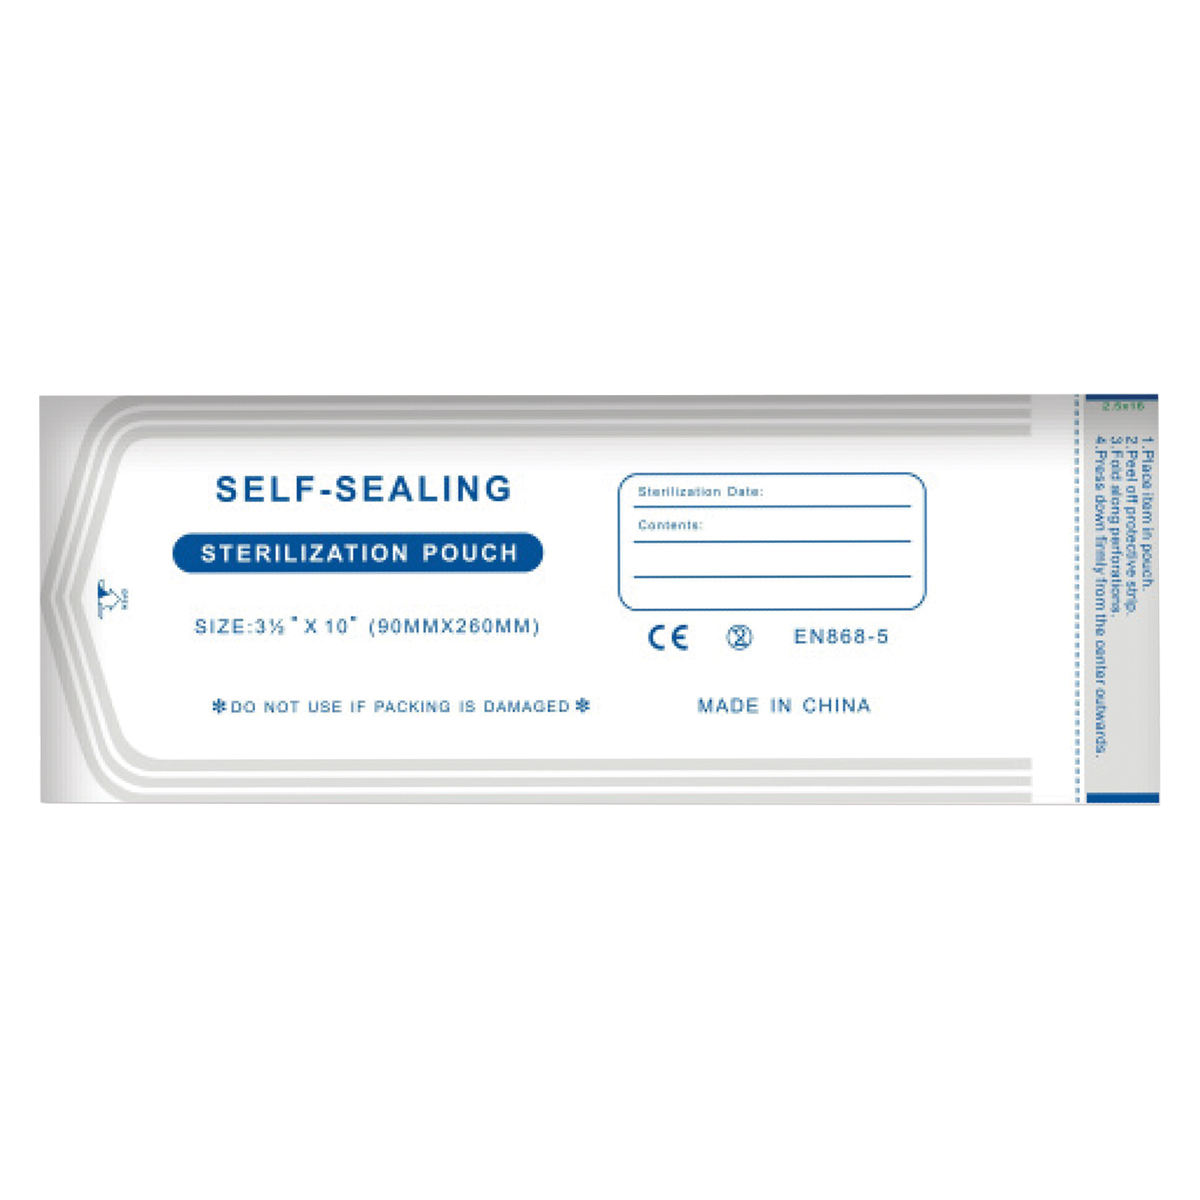 SELF-SEALING
STERILIZATION POUCH
SIZE:3½" X 10" (90MMX260MM)
*DO NOT USE IF PACKING IS DAMAGED*
Sterilization Date:
Contents:
CE
2
EN868-5
MADE IN CHINA
1.Place item in pouch.
2.Peel off protective strip.
3.Fold along perforations.
4.Press down firmly from the center outwards.